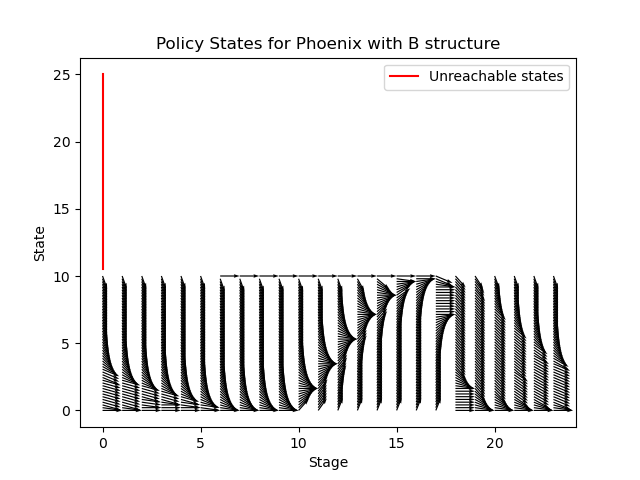 Policy States for Phoenix with B structure
Unreachable states
25
20
15
10
5
0
State
0 5 10 15 20
Stage